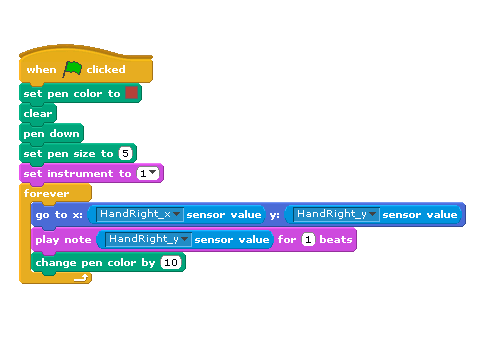 when clicked
set pen color to
clear
pen down
set pen size to 5
set instrument to 1
forever
go to x: HandRight_x sensor value y: HandRight_y sensor value
play note HandRight_y sensor value for 1 beats
change pen color by 10